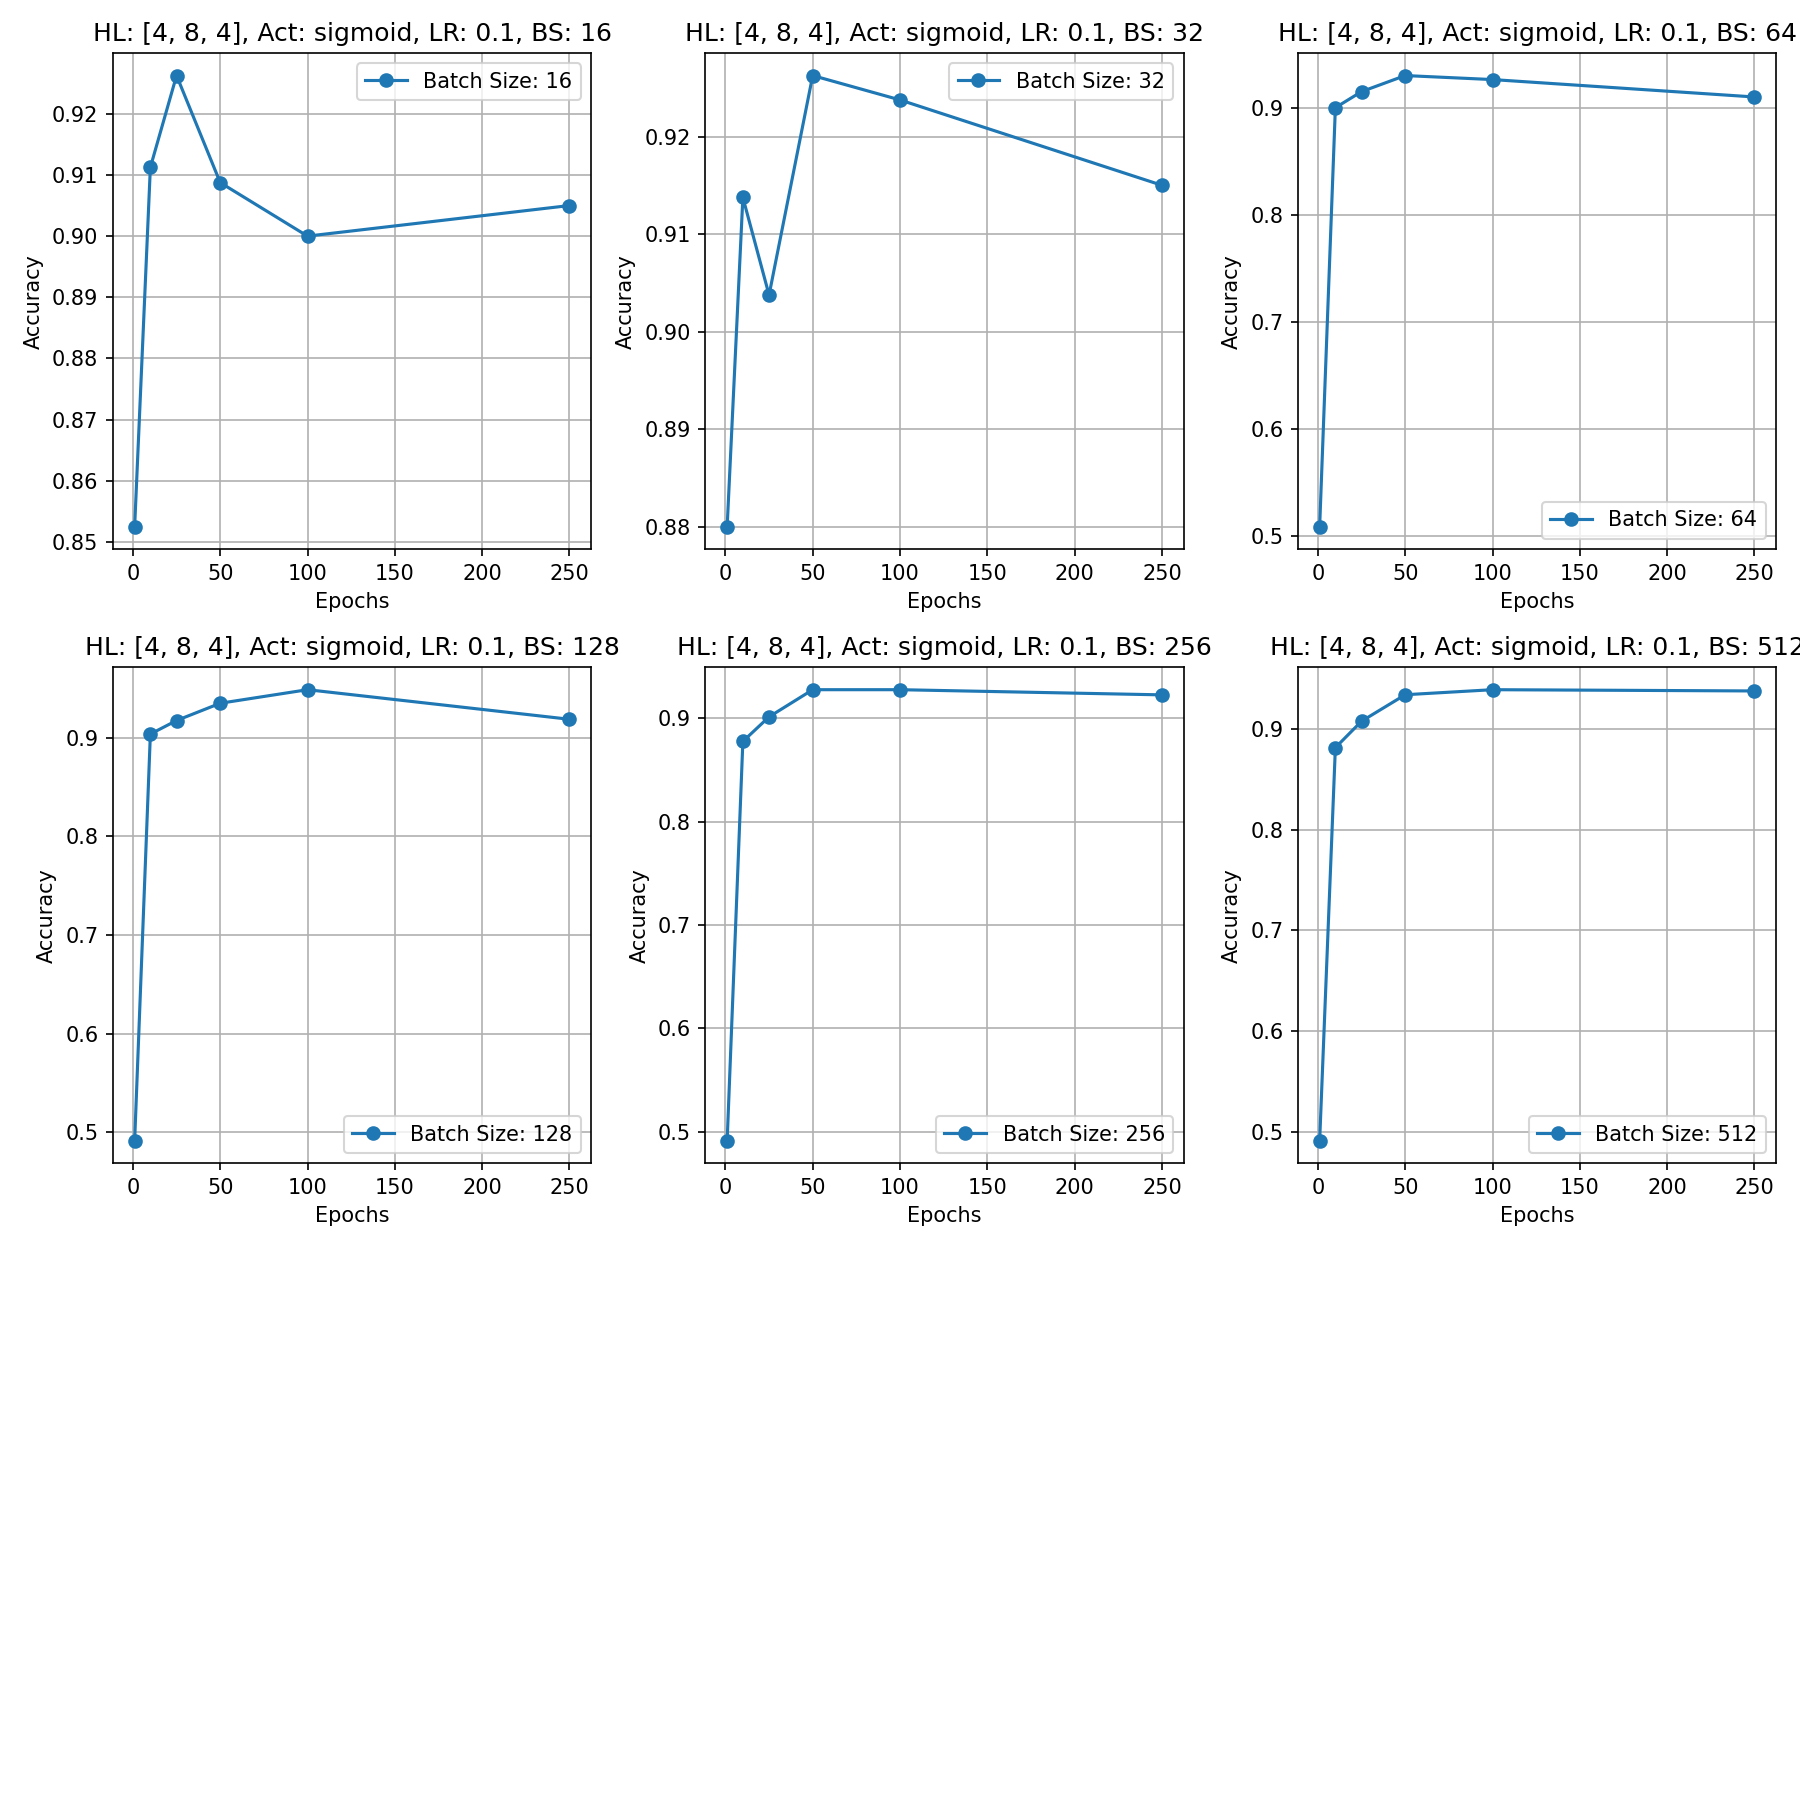 HL: [4, 8, 4], Act: sigmoid, LR: 0.1, BS: 16
Batch Size: 16
Accuracy
0.92
0.91
0.90
0.89
0.88
0.87
0.86
0.85
0 50 100 150 200 250
Epochs
HL: [4, 8, 4], Act: sigmoid, LR: 0.1, BS: 32
Batch Size: 32
Accuracy
0.92
0.91
0.90
0.89
0.88
0 50 100 150 200 250
Epochs
HL: [4, 8, 4], Act: sigmoid, LR: 0.1, BS: 64
Accuracy
0.9
0.8
0.7
0.6
0.5
Batch Size: 64
0 50 100 150 200 250
Epochs
HL: [4, 8, 4], Act: sigmoid, LR: 0.1, BS: 128
Accuracy
0.9
0.8
0.7
0.6
0.5
Batch Size: 128
0 50 100 150 200 250
Epochs
HL: [4, 8, 4], Act: sigmoid, LR: 0.1, BS: 256
Accuracy
0.9
0.8
0.7
0.6
0.5
Batch Size: 256
0 50 100 150 200 250
Epochs
HL: [4, 8, 4], Act: sigmoid, LR: 0.1, BS: 512
Accuracy
0.9
0.8
0.7
0.6
0.5
Batch Size: 512
0 50 100 150 200 250
Epochs